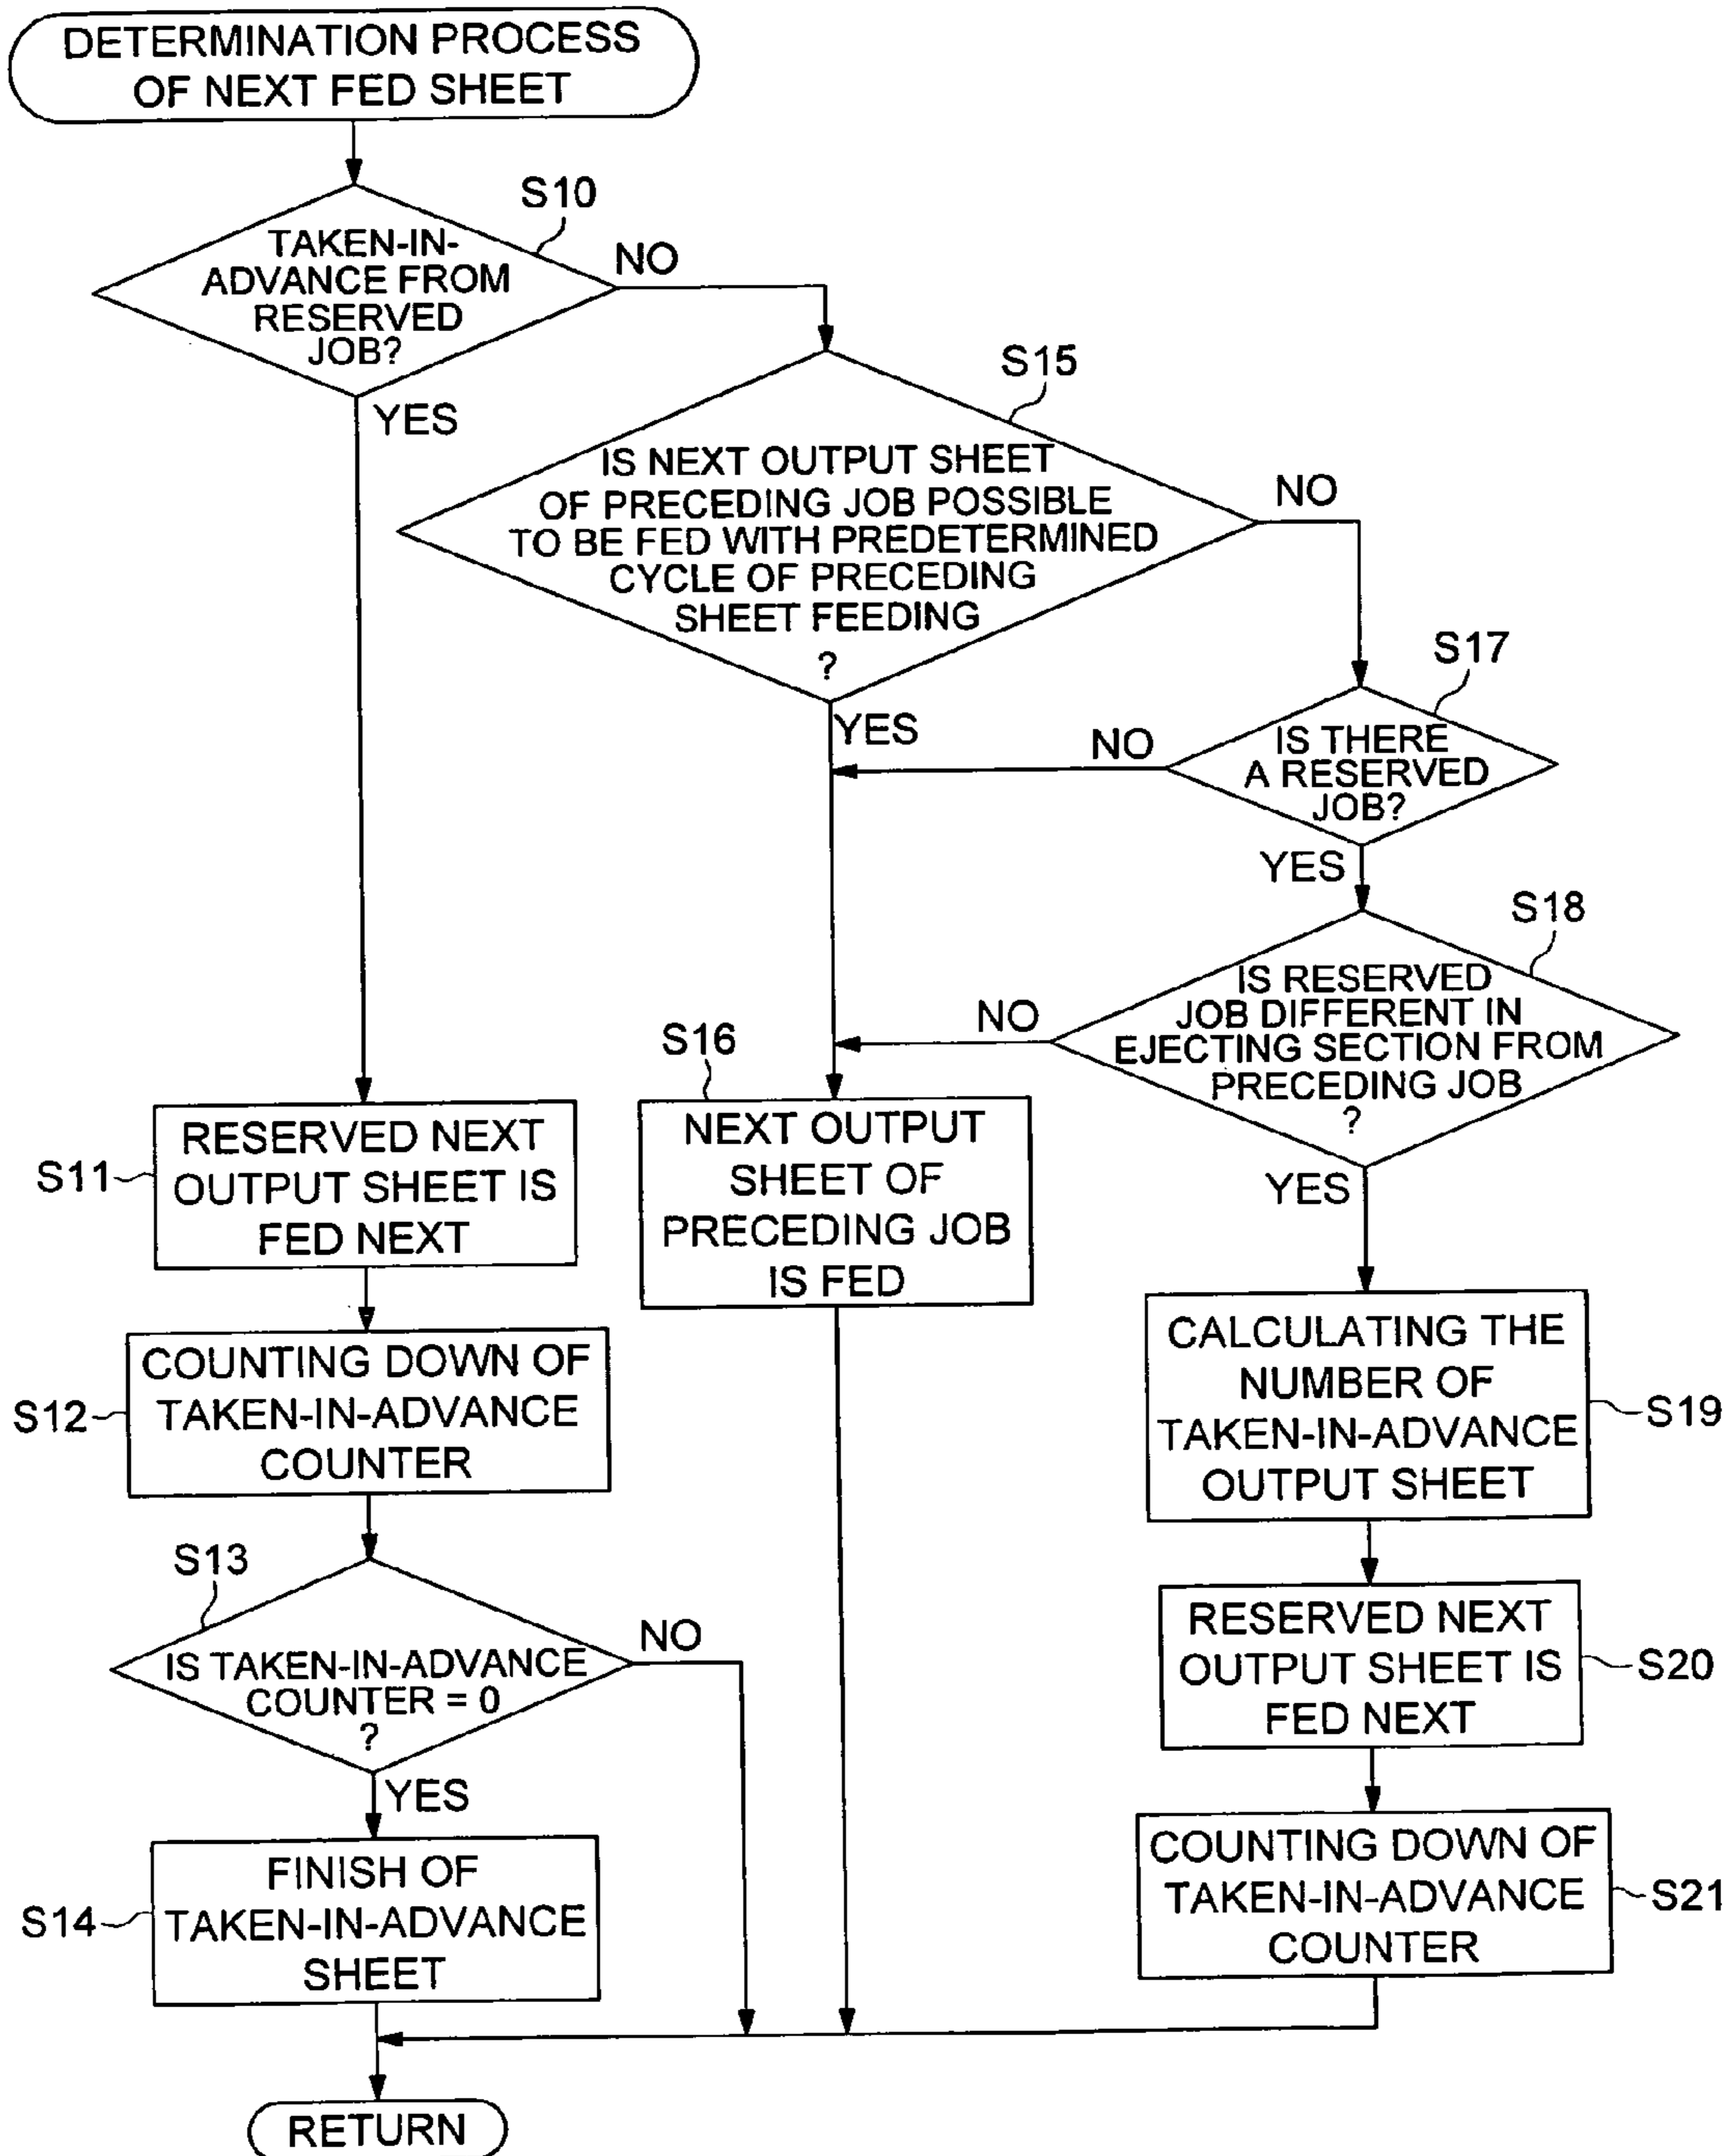 DETERMINATION PROCESS
OF NEXT FED SHEET
S10
TAKEN-IN-
ADVANCE FROM
RESERVED
JOB?
NO
YES
S15
IS NEXT OUTPUT SHEET
OF PRECEDING JOB POSSIBLE
TO BE FED WITH PREDETERMINED
CYCLE OF PRECEDING
SHEET FEEDING
?
NO
YES
S17
IS THERE
A RESERVED
JOB?
NO
YES
S18
IS RESERVED
JOB DIFFERENT IN
EJECTING SECTION FROM
PRECEDING JOB
?
NO
YES
S11
RESERVED NEXT
OUTPUT SHEET IS
FED NEXT
S16
NEXT OUTPUT
SHEET OF
PRECEDING JOB
IS FED
S12
COUNTING DOWN OF
TAKEN-IN-ADVANCE
COUNTER
CALCULATING THE
NUMBER OF
TAKEN-IN-ADVANCE
OUTPUT SHEET
S19
S13
IS TAKEN-IN-ADVANCE
COUNTER = 0
?
NO
YES
RESERVED NEXT
OUTPUT SHEET IS
FED NEXT
S20
S14
FINISH OF
TAKEN-IN-ADVANCE
SHEET
COUNTING DOWN OF
TAKEN-IN-ADVANCE
COUNTER
S21
RETURN